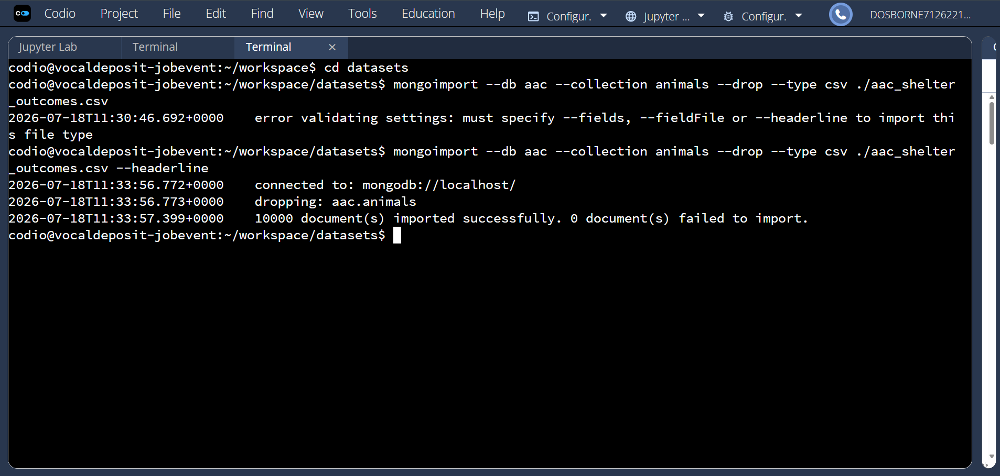 Codio Project File Edit Find View Tools Education Help Configur. Jupyter ... Configur. DOSBORNE7126221...
Jupyter Lab Terminal Terminal
codio@vocaldeposit-jobevent:~/workspace$ cd datasets
codio@vocaldeposit-jobevent:~/workspace/datasets$ mongoimport --db aac --collection animals --drop --type csv ./aac_shelter
_outcomes.csv
2026-07-18T11:30:46.692+0000    error validating settings: must specify --fields, --fieldFile or --headerline to import thi
s file type
codio@vocaldeposit-jobevent:~/workspace/datasets$ mongoimport --db aac --collection animals --drop --type csv ./aac_shelter
_outcomes.csv --headerline
2026-07-18T11:33:56.772+0000    connected to: mongodb://localhost/
2026-07-18T11:33:56.773+0000    dropping: aac.animals
2026-07-18T11:33:57.399+0000    10000 document(s) imported successfully. 0 document(s) failed to import.
codio@vocaldeposit-jobevent:~/workspace/datasets$